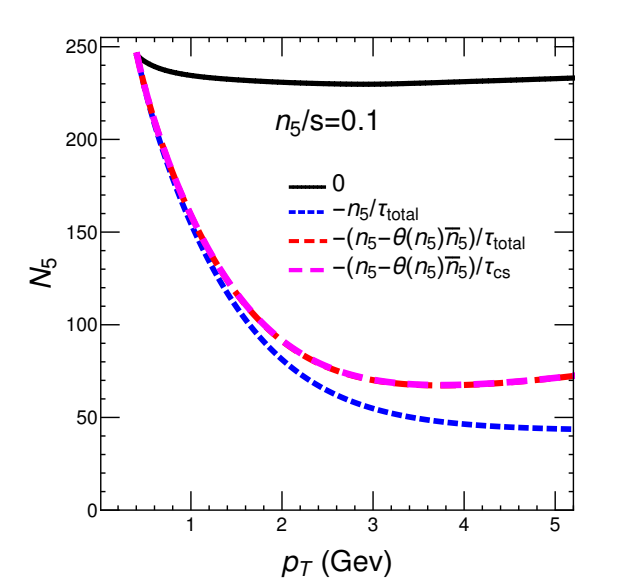 250
200
150
100
50
0
N₅
n₅/s=0.1
0
−n₅/τtotal
−(n₅−θ(n₅)n̅₅)/τtotal
−(n₅−θ(n₅)n̅₅)/τcs
1 2 3 4 5
pT (Gev)